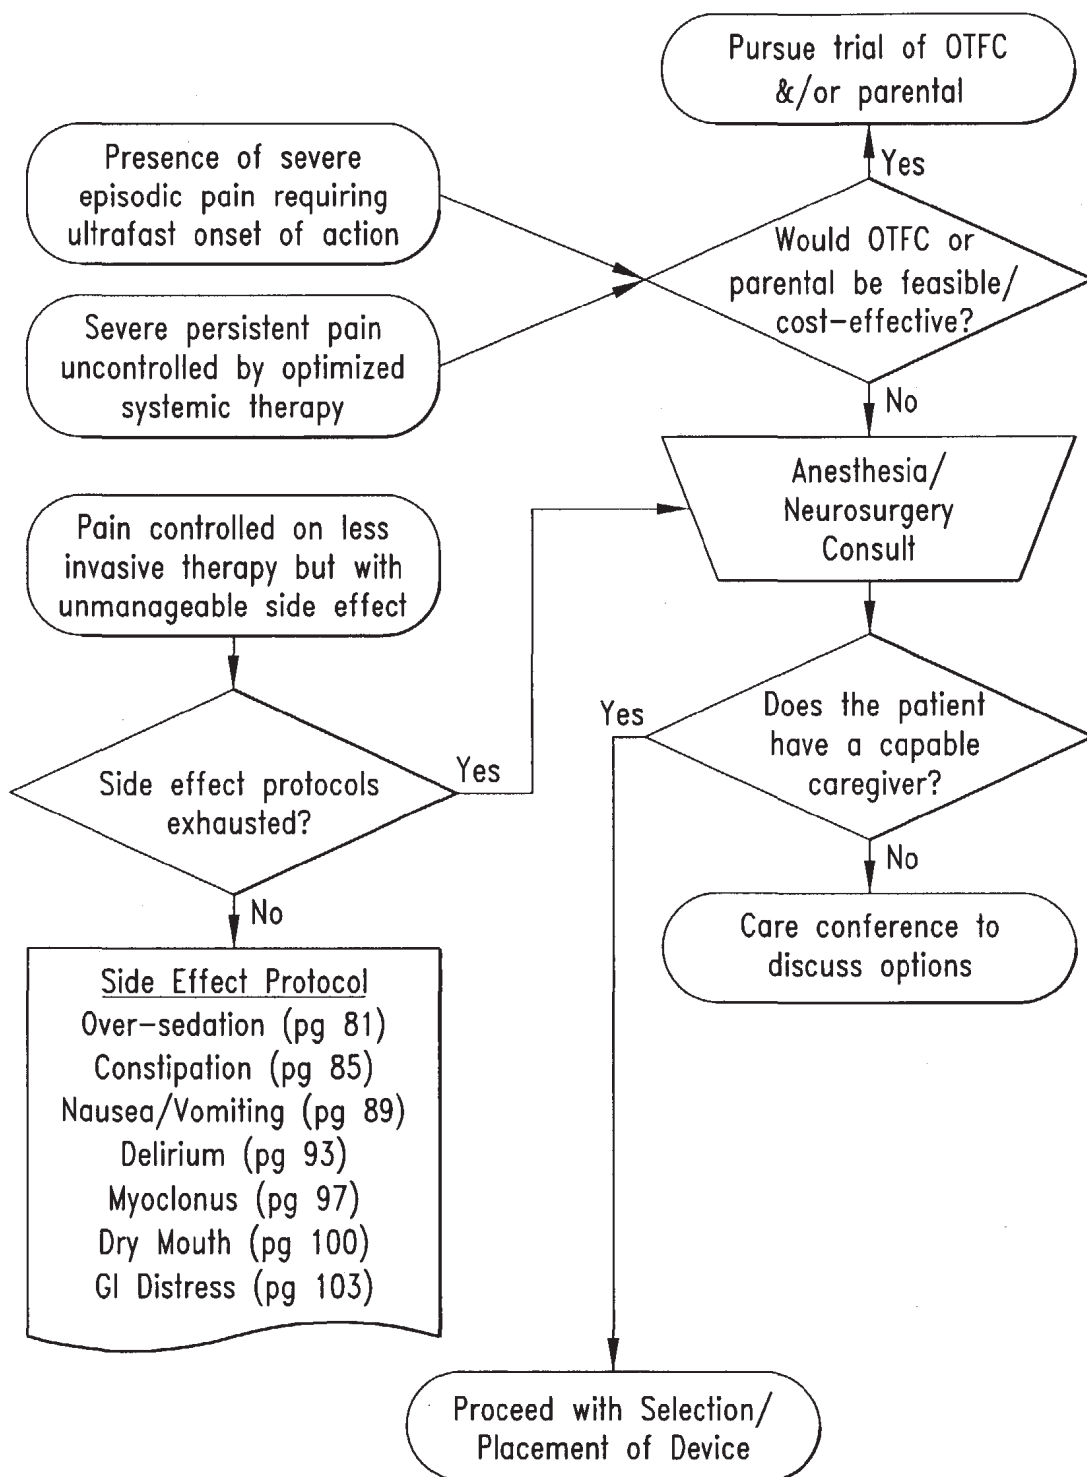 Pursue trial of OTFC
&/or parental
Yes
Presence of severe
episodic pain requiring
ultrafast onset of action
Would OTFC or
parental be feasible/
cost-effective?
Severe persistent pain
uncontrolled by optimized
systemic therapy
No
Anesthesia/
Neurosurgery
Consult
Pain controlled on less
invasive therapy but with
unmanageable side effect
Does the patient
have a capable
caregiver?
Yes
Side effect protocols
exhausted?
Yes
No
Care conference to
discuss options
No
Side Effect Protocol
Over-sedation (pg 81)
Constipation (pg 85)
Nausea/Vomiting (pg 89)
Delirium (pg 93)
Myoclonus (pg 97)
Dry Mouth (pg 100)
GI Distress (pg 103)
Proceed with Selection/
Placement of Device